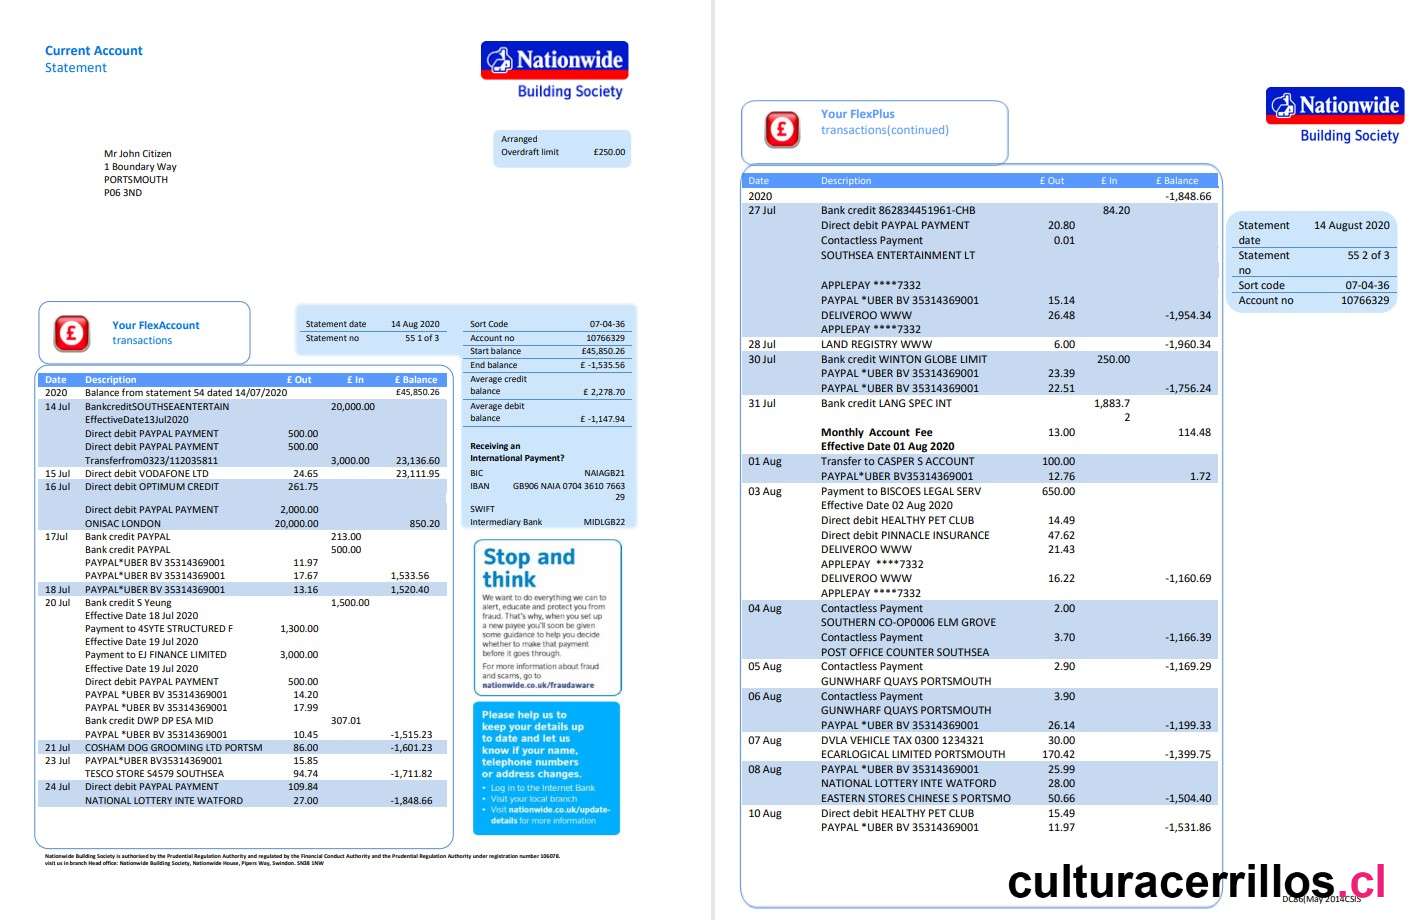 Current Account
Statement
Nationwide
Building Society
Arranged
Overdraft limit £250.00
Mr John Citizen
1 Boundary Way
PORTSMOUTH
P06 3ND
Your FlexAccount
transactions
Statement date 14 Aug 2020
Statement no 55 1 of 3
Sort Code 07-04-36
Account no 10766329
Start balance £45,850.26
End balance £ -1,535.56
Average credit
balance £ 2,278.70
Average debit
balance £ -1,147.94
Receiving an
International Payment?
BIC NAIAGB21
IBAN GB906 NAIA 0704 3610 7663
29
SWIFT
Intermediary Bank MIDLGB22
Date Description £ Out £ In £ Balance
2020 Balance from statement 54 dated 14/07/2020 £45,850.26
14 Jul BankcreditSOUTHSEAENTERTAIN 20,000.00
EffectiveDate13Jul2020
Direct debit PAYPAL PAYMENT 500.00
Direct debit PAYPAL PAYMENT 500.00
Transferfrom0323/112035811 3,000.00 23,136.60
15 Jul Direct debit VODAFONE LTD 24.65 23,111.95
16 Jul Direct debit OPTIMUM CREDIT 261.75
Direct debit PAYPAL PAYMENT 2,000.00
ONISAC LONDON 20,000.00 850.20
17Jul Bank credit PAYPAL 213.00
Bank credit PAYPAL 500.00
PAYPAL*UBER BV 35314369001 11.97
PAYPAL*UBER BV 35314369001 17.67 1,533.56
18 Jul PAYPAL*UBER BV 35314369001 13.16 1,520.40
20 Jul Bank credit S Yeung 1,500.00
Effective Date 18 Jul 2020
Payment to 4SYTE STRUCTURED F 1,300.00
Effective Date 19 Jul 2020
Payment to EJ FINANCE LIMITED 3,000.00
Effective Date 19 Jul 2020
Direct debit PAYPAL PAYMENT 500.00
PAYPAL *UBER BV 35314369001 14.20
PAYPAL *UBER BV 35314369001 17.99
Bank credit DWP DP ESA MID 307.01
PAYPAL *UBER BV 35314369001 10.45 -1,515.23
21 Jul COSHAM DOG GROOMING LTD PORTSM 86.00 -1,601.23
23 Jul PAYPAL*UBER BV35314369001 15.85
TESCO STORE S4579 SOUTHSEA 94.74 -1,711.82
24 Jul Direct debit PAYPAL PAYMENT 109.84
NATIONAL LOTTERY INTE WATFORD 27.00 -1,848.66
Stop and
think
We want to do everything we can to
alert, educate and protect you from
fraud. That's why, when you set up
a new payee you'll soon be given
some guidance to help you decide
whether to make that payment
before it goes through.
For more information about fraud
and scams, go to
nationwide.co.uk/fraudaware
Please help us to
keep your details up
to date and let us
know if your name,
telephone numbers
or address changes.
• Log in to the Internet Bank
• Visit your local branch
• Visit nationwide.co.uk/update-
details for more information
Nationwide Building Society is authorised by the Prudential Regulation Authority and regulated by the Financial Conduct Authority and the Prudential Regulation Authority under registration number 106078.
visit us in branch Head office: Nationwide Building Society, Nationwide House, Pipers Way, Swindon. SN38 1NW
Your FlexPlus
transactions(continued)
Nationwide
Building Society
Statement 14 August 2020
date
Statement 55 2 of 3
no
Sort code 07-04-36
Account no 10766329
Date Description £ Out £ In £ Balance
2020 -1,848.66
27 Jul Bank credit 862834451961-CHB 84.20
Direct debit PAYPAL PAYMENT 20.80
Contactless Payment 0.01
SOUTHSEA ENTERTAINMENT LT
APPLEPAY ****7332
PAYPAL *UBER BV 35314369001 15.14
DELIVEROO WWW 26.48 -1,954.34
APPLEPAY ****7332
28 Jul LAND REGISTRY WWW 6.00 -1,960.34
30 Jul Bank credit WINTON GLOBE LIMIT 250.00
PAYPAL *UBER BV 35314369001 23.39
PAYPAL *UBER BV 35314369001 22.51 -1,756.24
31 Jul Bank credit LANG SPEC INT 1,883.7
2
Monthly Account Fee 13.00 114.48
Effective Date 01 Aug 2020
01 Aug Transfer to CASPER S ACCOUNT 100.00
PAYPAL*UBER BV35314369001 12.76 1.72
03 Aug Payment to BISCOES LEGAL SERV 650.00
Effective Date 02 Aug 2020
Direct debit HEALTHY PET CLUB 14.49
Direct debit PINNACLE INSURANCE 47.62
DELIVEROO WWW 21.43
APPLEPAY ****7332
DELIVEROO WWW 16.22 -1,160.69
APPLEPAY ****7332
04 Aug Contactless Payment 2.00
SOUTHERN CO-OP0006 ELM GROVE
Contactless Payment 3.70 -1,166.39
POST OFFICE COUNTER SOUTHSEA
05 Aug Contactless Payment 2.90 -1,169.29
GUNWHARF QUAYS PORTSMOUTH
06 Aug Contactless Payment 3.90
GUNWHARF QUAYS PORTSMOUTH
PAYPAL *UBER BV 35314369001 26.14 -1,199.33
07 Aug DVLA VEHICLE TAX 0300 1234321 30.00
ECARLOGICAL LIMITED PORTSMOUTH 170.42 -1,399.75
08 Aug PAYPAL *UBER BV 35314369001 25.99
NATIONAL LOTTERY INTE WATFORD 28.00
EASTERN STORES CHINESE S PORTSMO 50.66 -1,504.40
10 Aug Direct debit HEALTHY PET CLUB 15.49
PAYPAL *UBER BV 35314369001 11.97 -1,531.86
culturacerrillos.cl
DC86(May 2014CSIS